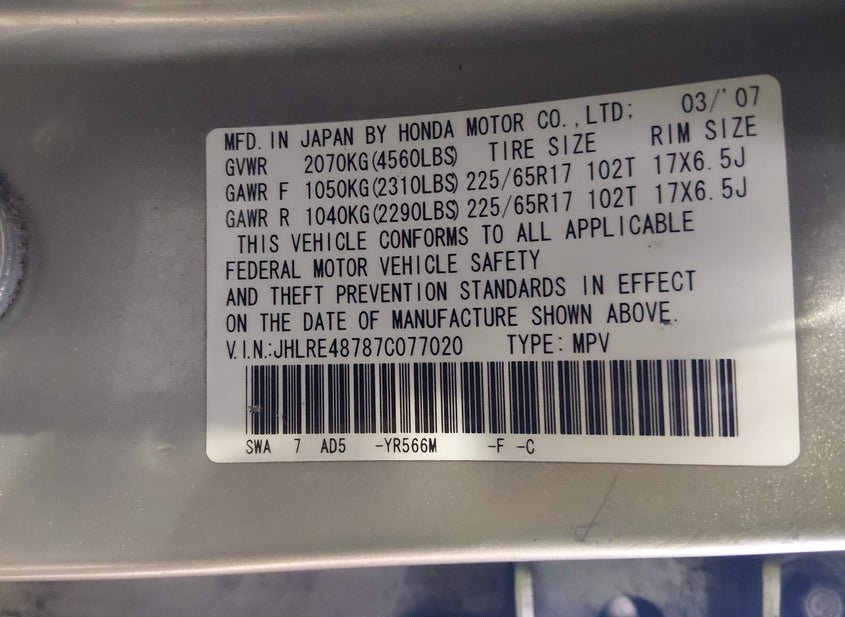 MFD. IN JAPAN BY HONDA MOTOR CO., LTD; 03/'07
GVWR 2070KG(4560LBS) TIRE SIZE RIM SIZE
GAWR F 1050KG(2310LBS) 225/65R17 102T 17X6.5J
GAWR R 1040KG(2290LBS) 225/65R17 102T 17X6.5J
THIS VEHICLE CONFORMS TO ALL APPLICABLE
FEDERAL MOTOR VEHICLE SAFETY
AND THEFT PREVENTION STANDARDS IN EFFECT
ON THE DATE OF MANUFACTURE SHOWN ABOVE.
V.I.N.:JHLRE48787C077020 TYPE: MPV
SWA 7 AD5 -YR566M -F -C